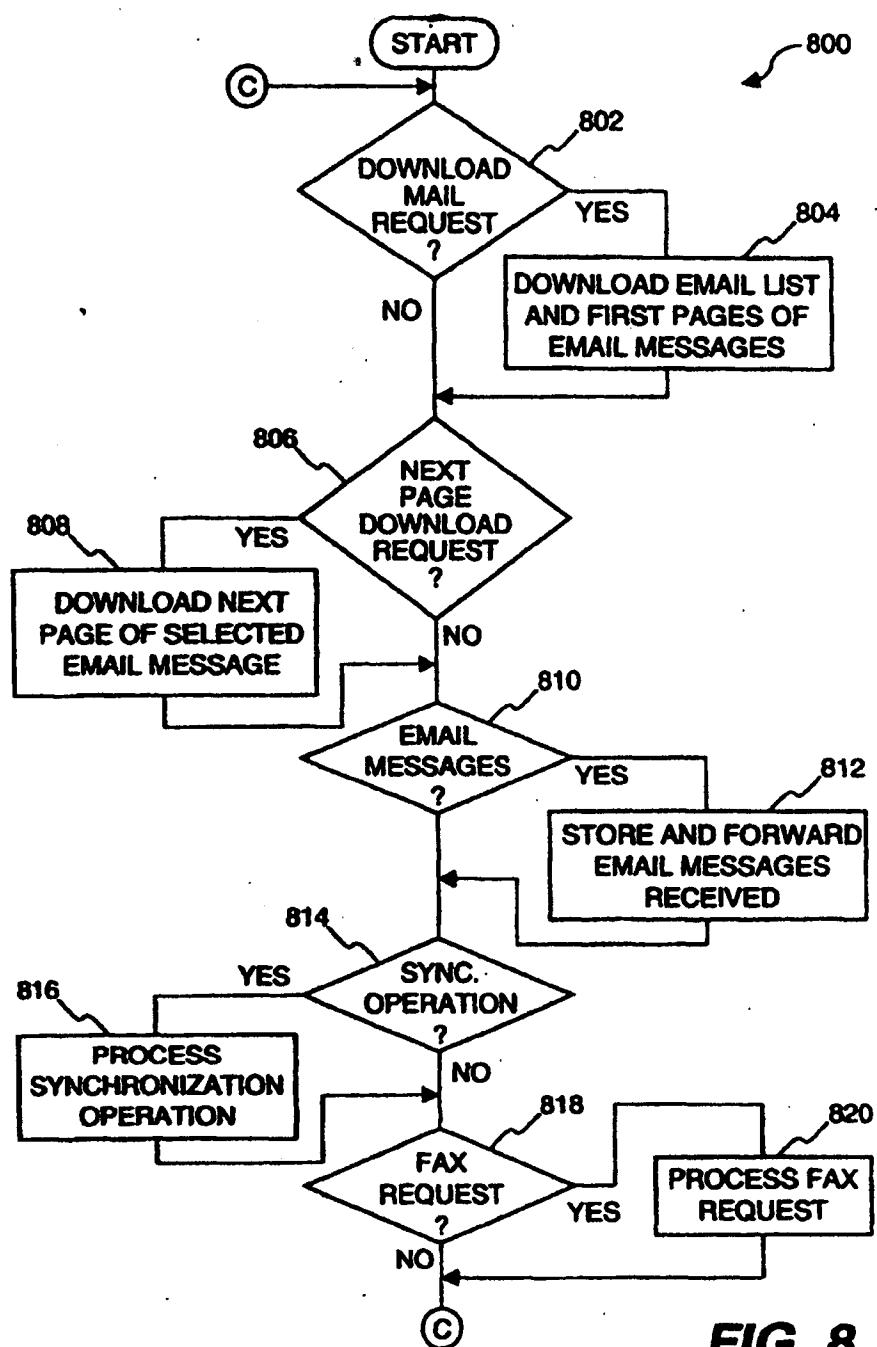 START
C
800
802
DOWNLOAD
MAIL
REQUEST
?
YES
804
DOWNLOAD EMAIL LIST
AND FIRST PAGES OF
EMAIL MESSAGES
NO
806
NEXT
PAGE
DOWNLOAD
REQUEST
?
YES
808
DOWNLOAD NEXT
PAGE OF SELECTED
EMAIL MESSAGE
NO
810
EMAIL
MESSAGES
?
YES
812
STORE AND FORWARD
EMAIL MESSAGES
RECEIVED
814
SYNC.
OPERATION
?
YES
816
PROCESS
SYNCHRONIZATION
OPERATION
NO
818
FAX
REQUEST
?
YES
820
PROCESS FAX
REQUEST
NO
C
FIG. 8